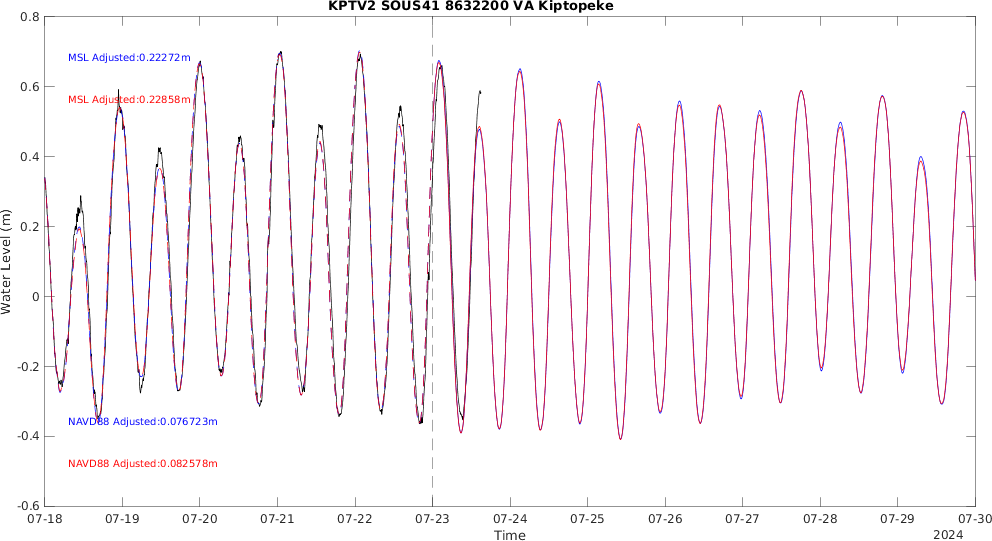 KPTV2 SOUS41 8632200 VA Kiptopeke
0.8
MSL Adjusted:0.22272m
0.6
MSL Adjusted:0.22858m
0.4
0.2
Water Level (m)
0
-0.2
NAVD88 Adjusted:0.076723m
-0.4
NAVD88 Adjusted:0.082578m
-0.6
07-18 07-19 07-20 07-21 07-22 07-23 07-24 07-25 07-26 07-27 07-28 07-29 07-30
Time
2024